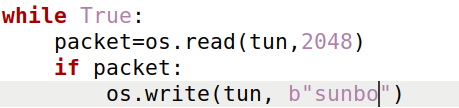 while True:
    packet=os.read(tun,2048)
    if packet:
        os.write(tun, b"sunbo")